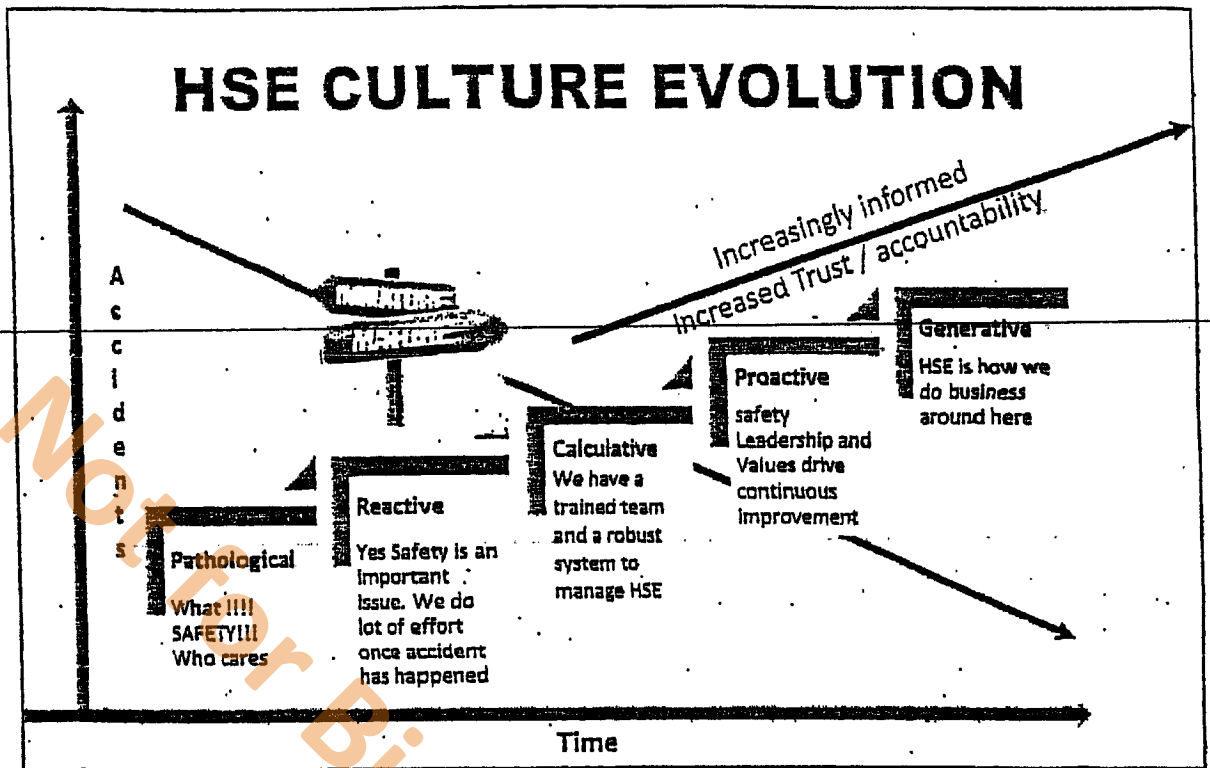 HSE CULTURE EVOLUTION
Increasingly informed
Increased Trust / accountability
Accidents
Generative
HSE is how we
do business
around here
Proactive
safety
Leadership and
Values drive
continuous
improvement
Calculative
We have a
trained team
and a robust
system to
manage HSE
Reactive
Yes Safety is an
important
issue. We do
lot of effort
once accident
has happened
Pathological
What !!!!
SAFETY!!!
Who cares
Time
Not for Bi